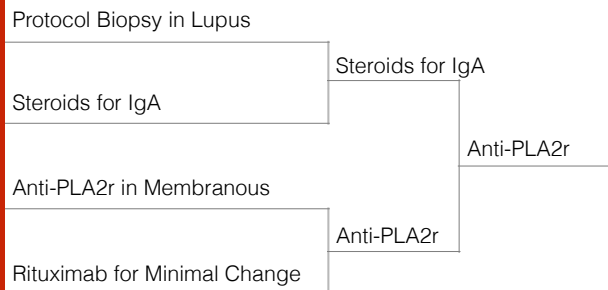 Protocol Biopsy in Lupus
Steroids for IgA
Steroids for IgA
Anti-PLA2r
Anti-PLA2r in Membranous
Anti-PLA2r
Rituximab for Minimal Change